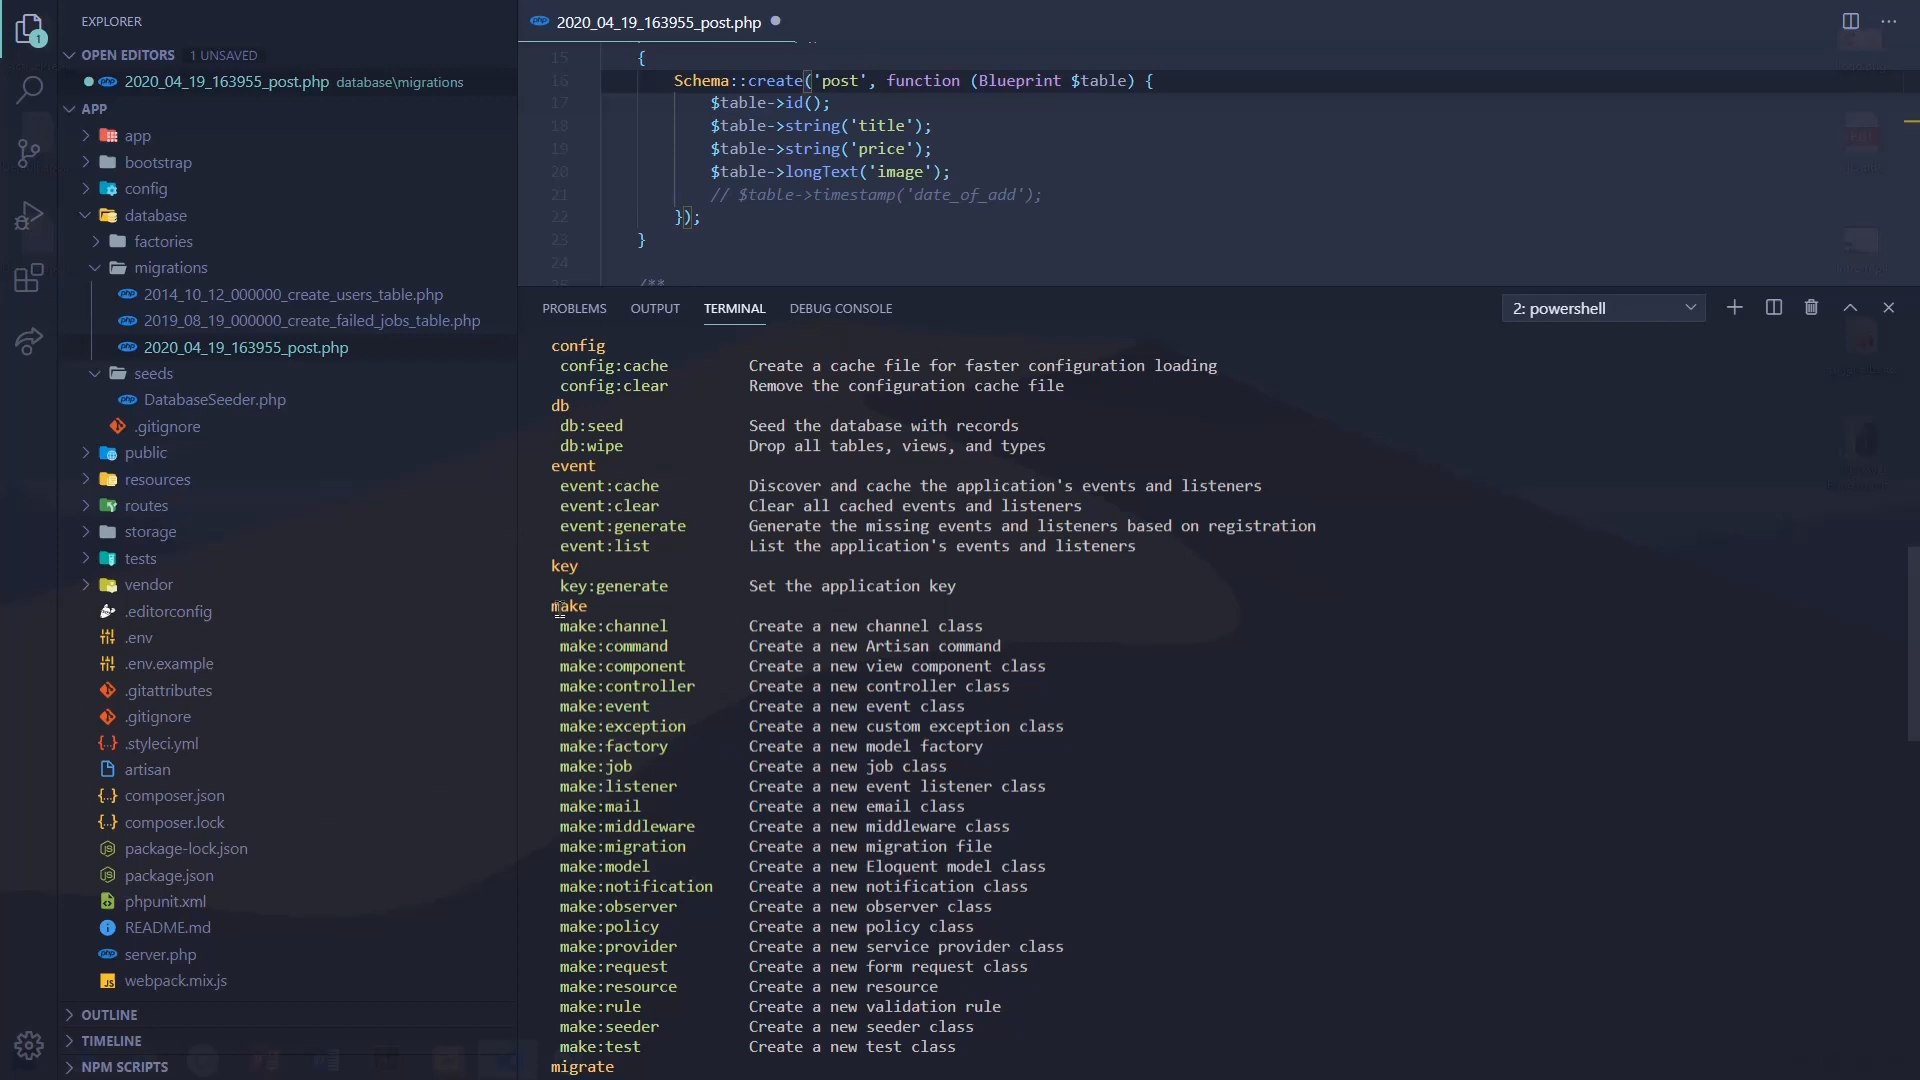 EXPLORER
OPEN EDITORS 1 UNSAVED
2020_04_19_163955_post.php database\migrations
APP
app
bootstrap
config
database
factories
migrations
2014_10_12_000000_create_users_table.php
2019_08_19_000000_create_failed_jobs_table.php
2020_04_19_163955_post.php
seeds
DatabaseSeeder.php
.gitignore
public
resources
routes
storage
tests
vendor
.editorconfig
.env
.env.example
.gitattributes
.gitignore
.styleci.yml
artisan
composer.json
composer.lock
package-lock.json
package.json
phpunit.xml
README.md
server.php
webpack.mix.js
OUTLINE
TIMELINE
NPM SCRIPTS
1
2020_04_19_163955_post.php
15 {
16 Schema::create('post', function (Blueprint $table) {
17 $table->id();
18 $table->string('title');
19 $table->string('price');
20 $table->longText('image');
21 // $table->timestamp('date_of_add');
22 });
23 }
24
25 /**
PROBLEMS OUTPUT TERMINAL DEBUG CONSOLE 2: powershell
config
config:cache Create a cache file for faster configuration loading
config:clear Remove the configuration cache file
db
db:seed Seed the database with records
db:wipe Drop all tables, views, and types
event
event:cache Discover and cache the application's events and listeners
event:clear Clear all cached events and listeners
event:generate Generate the missing events and listeners based on registration
event:list List the application's events and listeners
key
key:generate Set the application key
make
make:channel Create a new channel class
make:command Create a new Artisan command
make:component Create a new view component class
make:controller Create a new controller class
make:event Create a new event class
make:exception Create a new custom exception class
make:factory Create a new model factory
make:job Create a new job class
make:listener Create a new event listener class
make:mail Create a new email class
make:middleware Create a new middleware class
make:migration Create a new migration file
make:model Create a new Eloquent model class
make:notification Create a new notification class
make:observer Create a new observer class
make:policy Create a new policy class
make:provider Create a new service provider class
make:request Create a new form request class
make:resource Create a new resource
make:rule Create a new validation rule
make:seeder Create a new seeder class
make:test Create a new test class
migrate